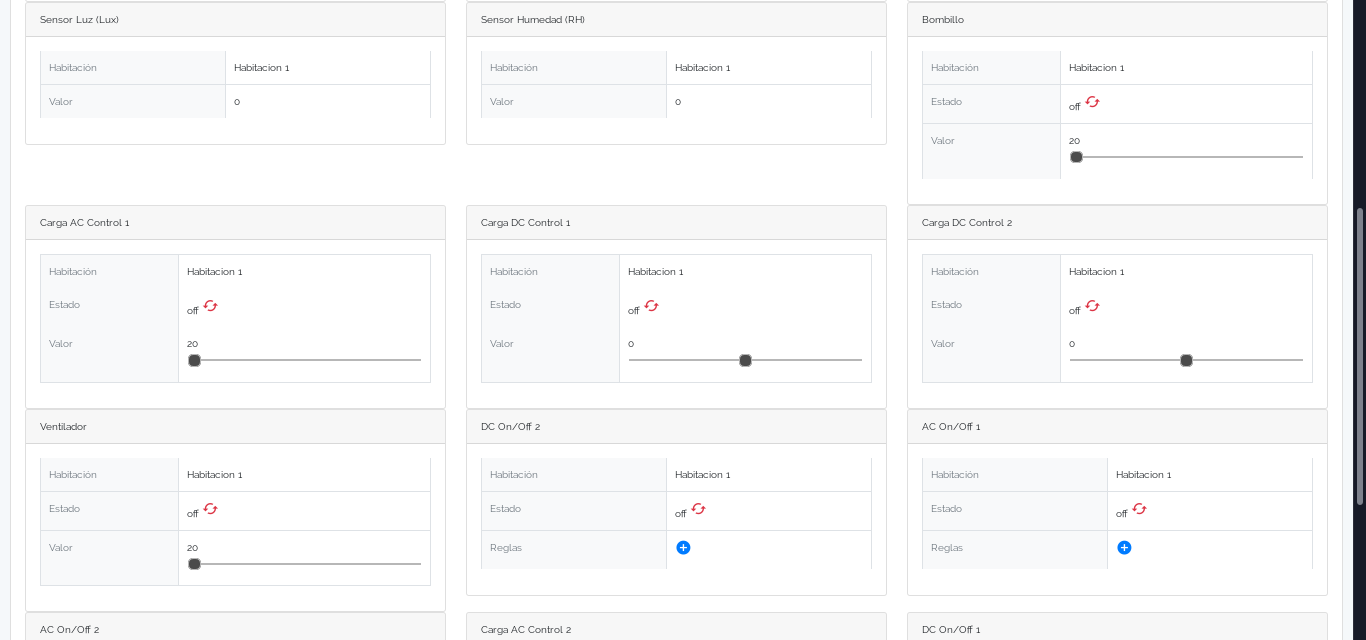 Sensor Luz (Lux)
Habitación Habitacion 1
Valor 0
Sensor Humedad (RH)
Habitación Habitacion 1
Valor 0
Bombillo
Habitación Habitacion 1
Estado off
Valor 20
Carga AC Control 1
Habitación Habitacion 1
Estado off
Valor 20
Carga DC Control 1
Habitación Habitacion 1
Estado off
Valor 0
Carga DC Control 2
Habitación Habitacion 1
Estado off
Valor 0
Ventilador
Habitación Habitacion 1
Estado off
Valor 20
DC On/Off 2
Habitación Habitacion 1
Estado off
Reglas
AC On/Off 1
Habitación Habitacion 1
Estado off
Reglas
AC On/Off 2
Carga AC Control 2
DC On/Off 1